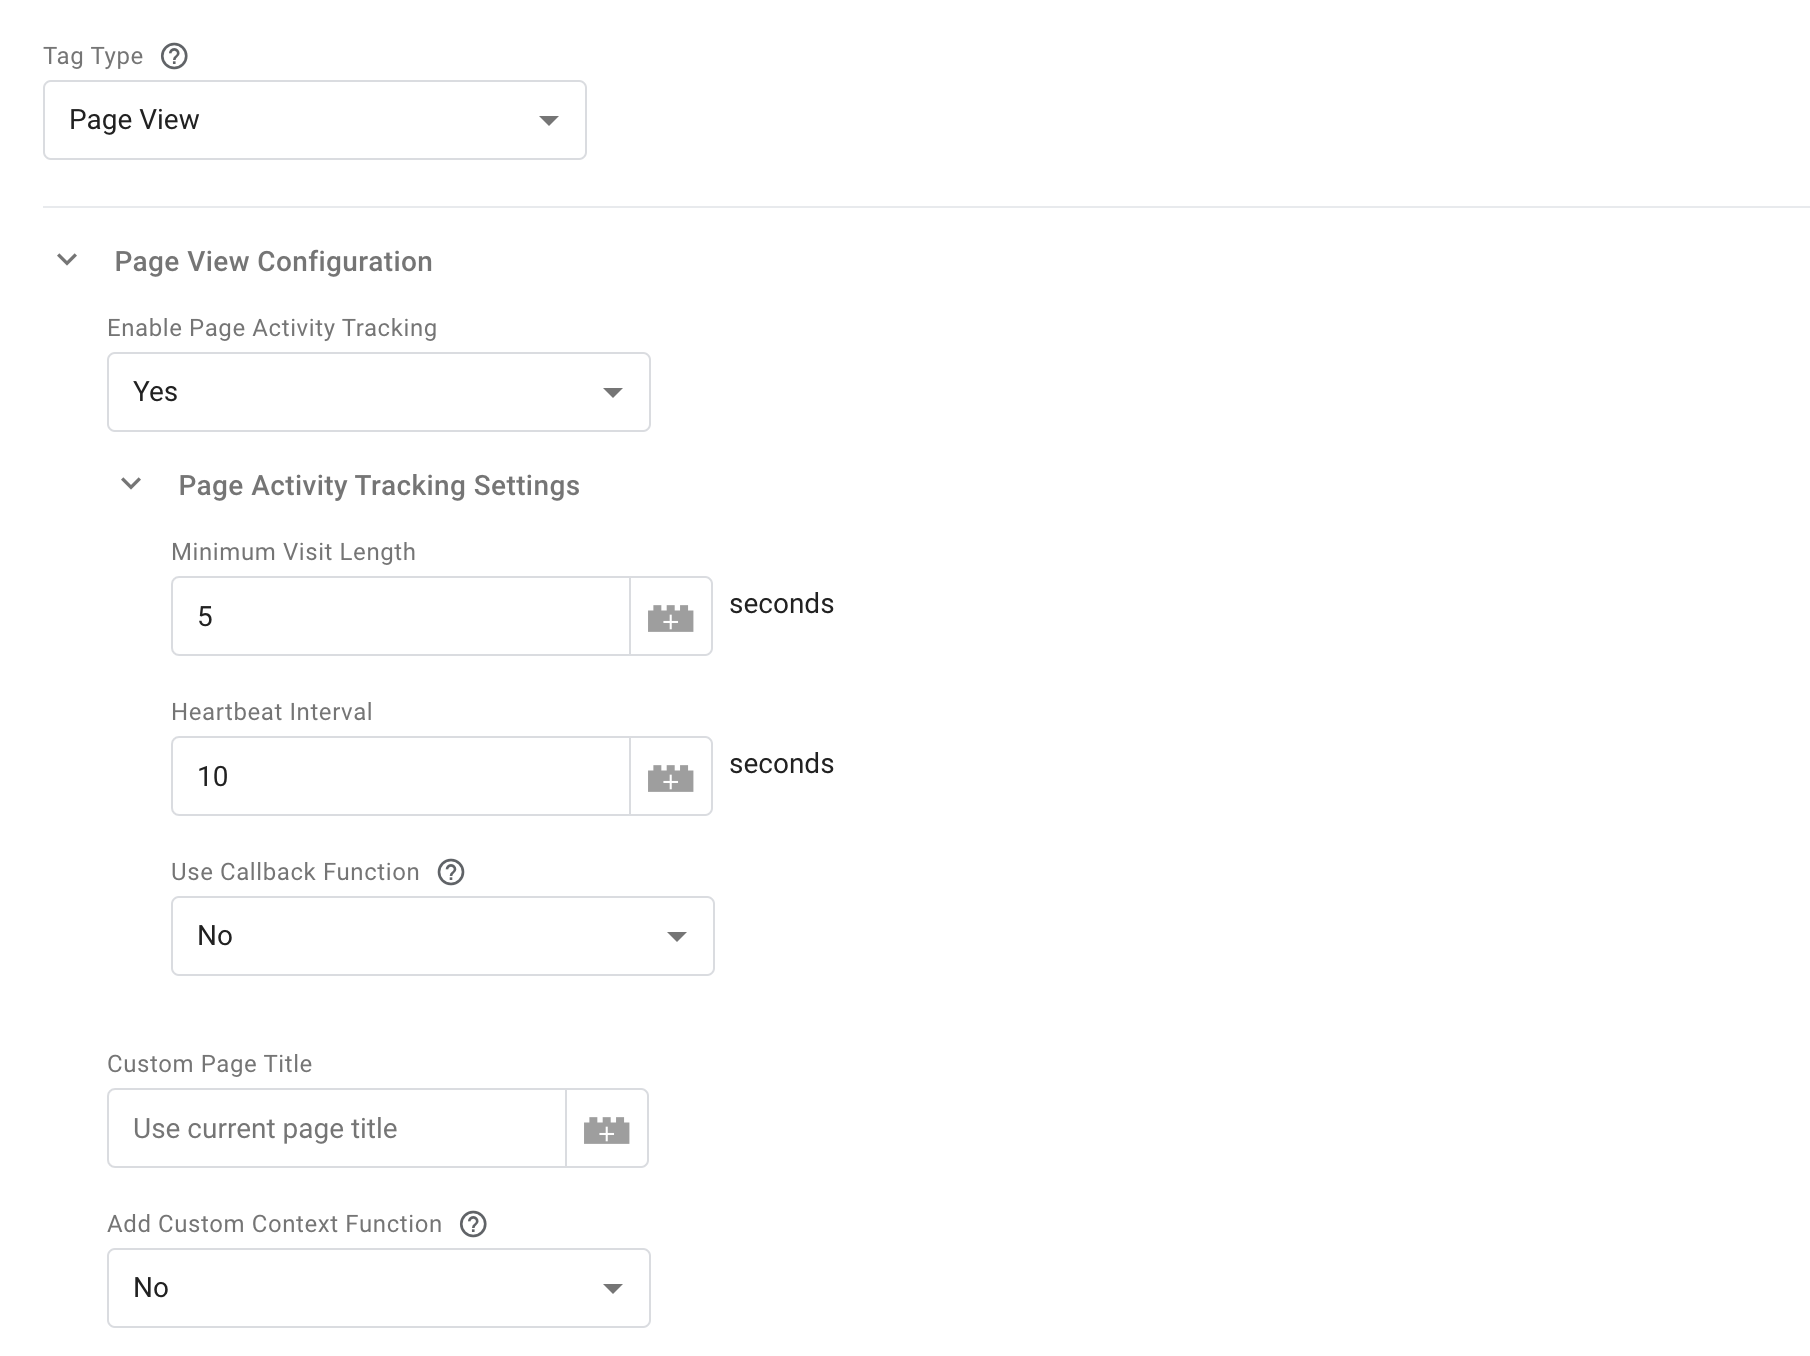 Tag Type
Page View
Page View Configuration
Enable Page Activity Tracking
Yes
Page Activity Tracking Settings
Minimum Visit Length
5 seconds
Heartbeat Interval
10 seconds
Use Callback Function
No
Custom Page Title
Use current page title
Add Custom Context Function
No